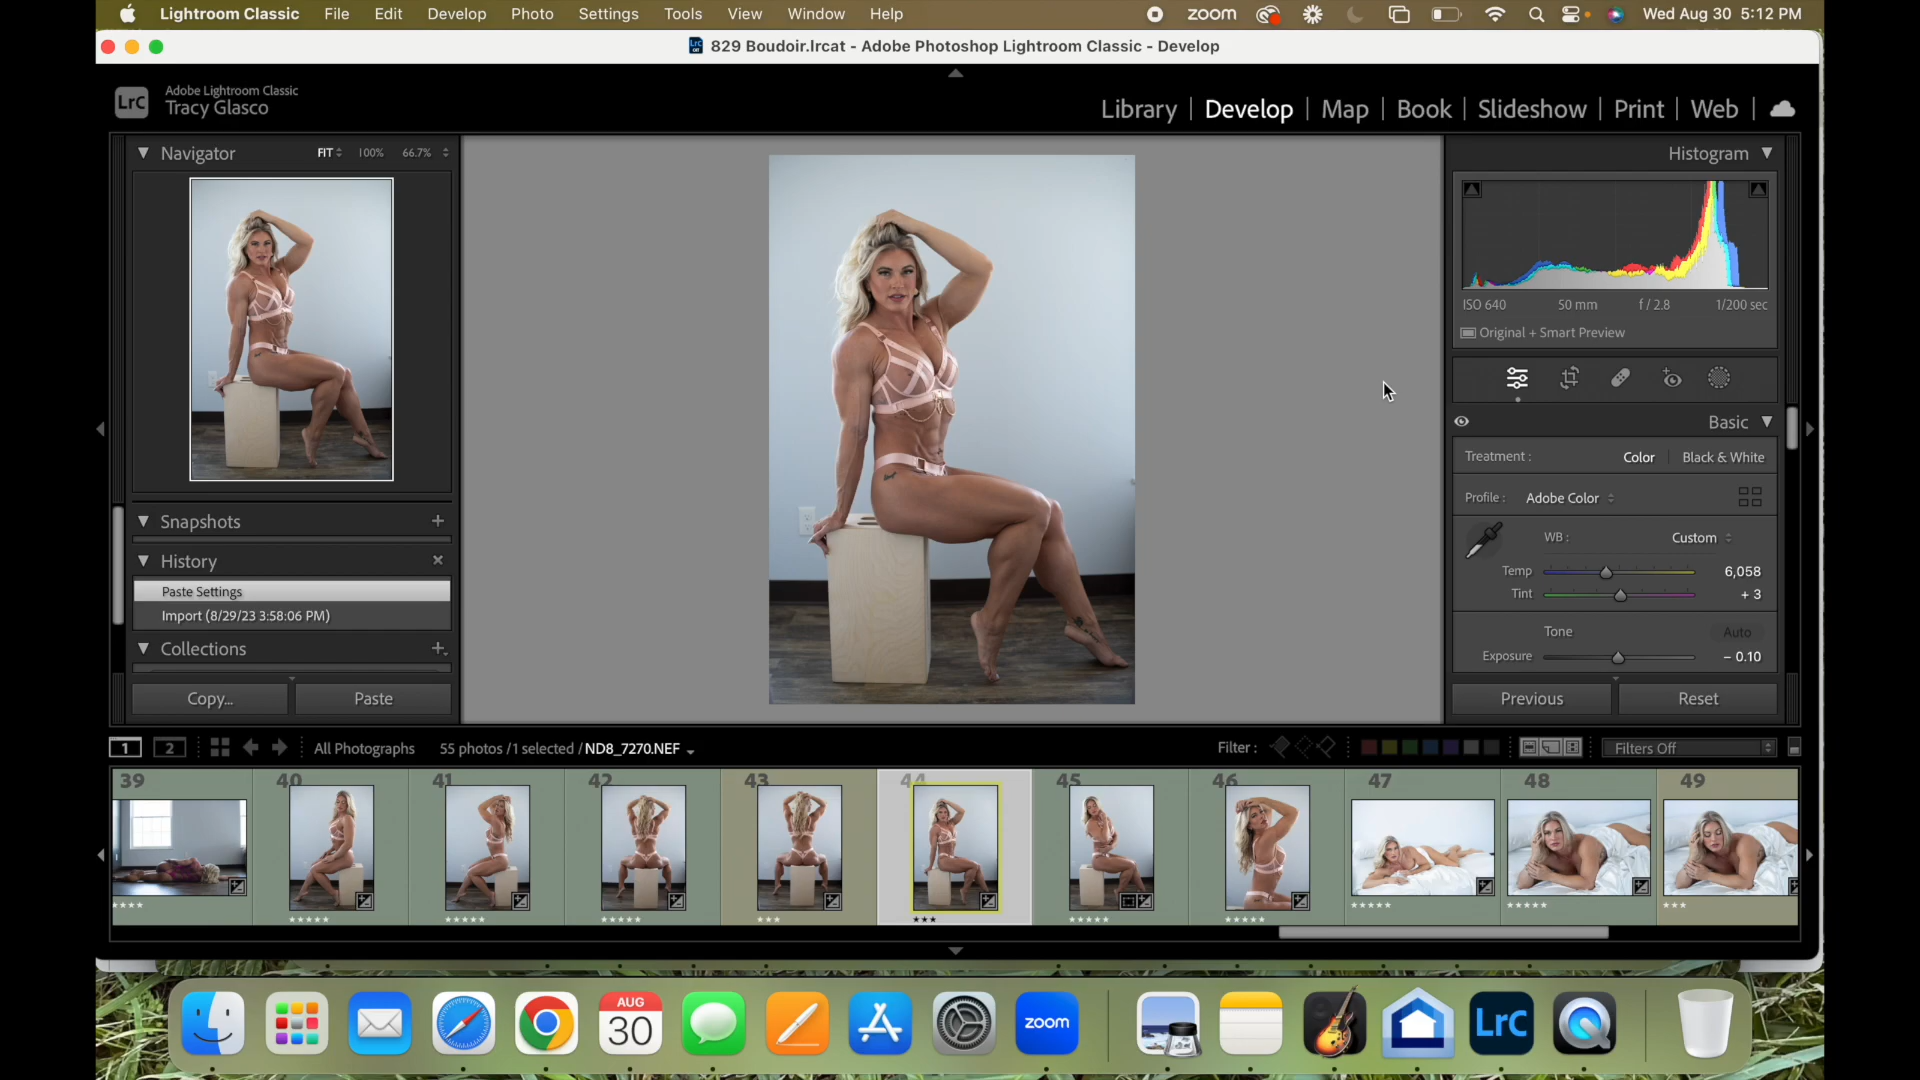 Lightroom Classic File Edit Develop Photo Settings Tools View Window Help zoom Wed Aug 30 5:12 PM
Lrc 829 Boudoir.lrcat - Adobe Photoshop Lightroom Classic - Develop
LrC Adobe Lightroom Classic
Tracy Glasco
Library | Develop | Map | Book | Slideshow | Print | Web
Navigator FIT 100% 66.7%
Histogram
ISO 640 50 mm f / 2.8 1/200 sec
Original + Smart Preview
Basic
Treatment : Color Black & White
Profile : Adobe Color
WB : Custom
Temp 6,058
Tint + 3
Tone Auto
Exposure - 0.10
Snapshots +
History ×
Paste Settings
Import (8/29/23 3:58:06 PM)
Collections +
Copy... Paste
Previous Reset
1 2 All Photographs 55 photos / 1 selected / ND8_7270.NEF Filter : Filters Off
39 40 41 42 43 44 45 46 47 48 49
AUG
30
zoom
LrC